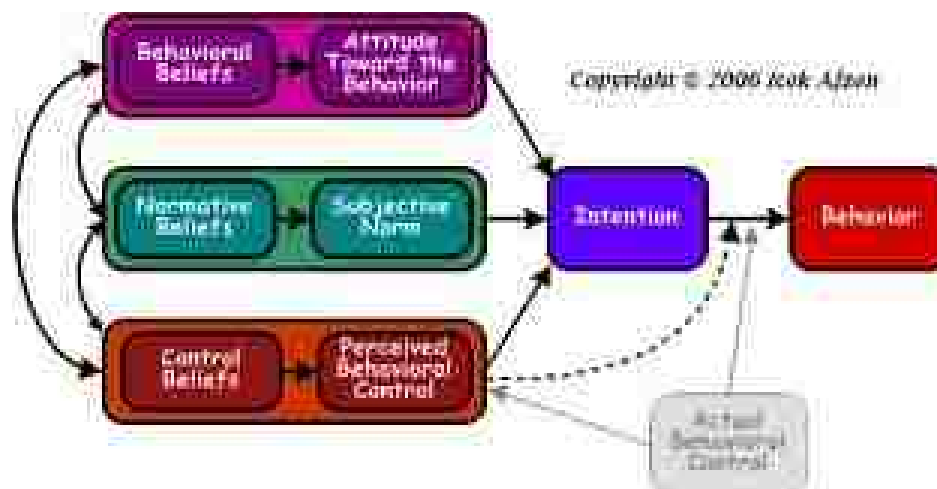 Behavioral
Beliefs
Attitude
Toward the
Behavior
Copyright © 2006 Icek Ajzen
Normative
Beliefs
Subjective
Norm
Intention
Behavior
Control
Beliefs
Perceived
Behavioral
Control
Actual
Behavioral
Control